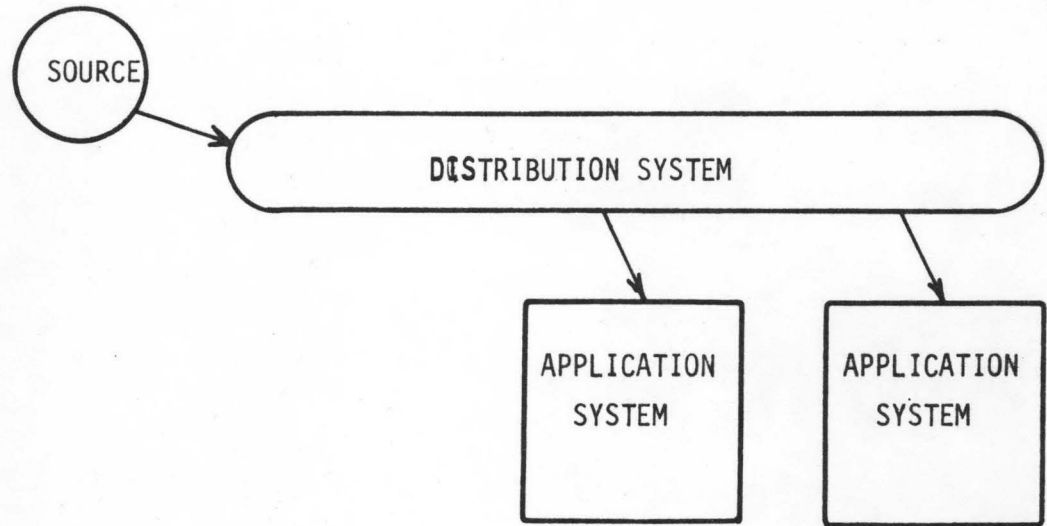 SOURCE
DISTRIBUTION SYSTEM
APPLICATION
SYSTEM
APPLICATION
SYSTEM